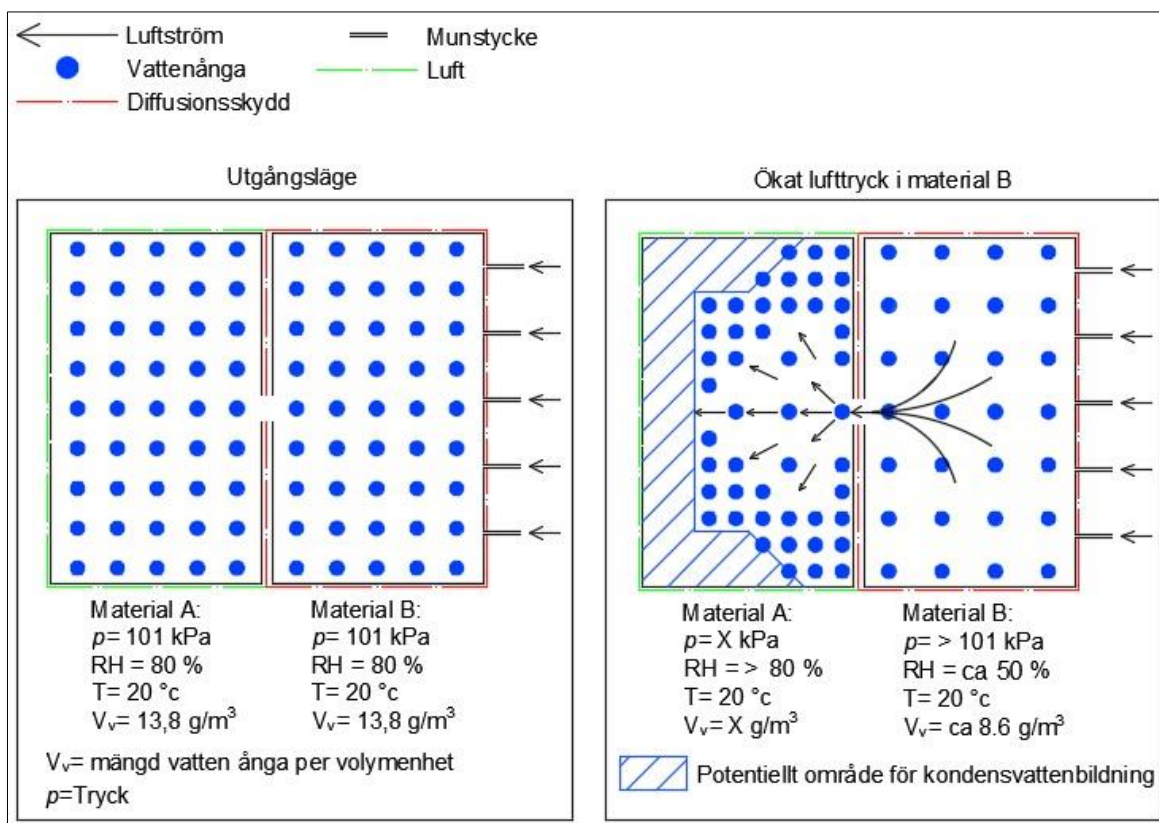 Luftström
Munstycke
Vattenånga
Luft
Diffusionsskydd
Utgångsläge
Material A:
p= 101 kPa
RH = 80 %
T= 20 °c
Vᵥ= 13,8 g/m³
Material B:
p= 101 kPa
RH = 80 %
T= 20 °c
Vᵥ= 13,8 g/m³
Vᵥ= mängd vatten ånga per volymenhet
p=Tryck
Ökat lufttryck i material B
Material A:
p= X kPa
RH = > 80 %
T= 20 °c
Vᵥ= X g/m³
Material B:
p= > 101 kPa
RH = ca 50 %
T= 20 °c
Vᵥ= ca 8.6 g/m³
Potentiellt område för kondensvattenbildning